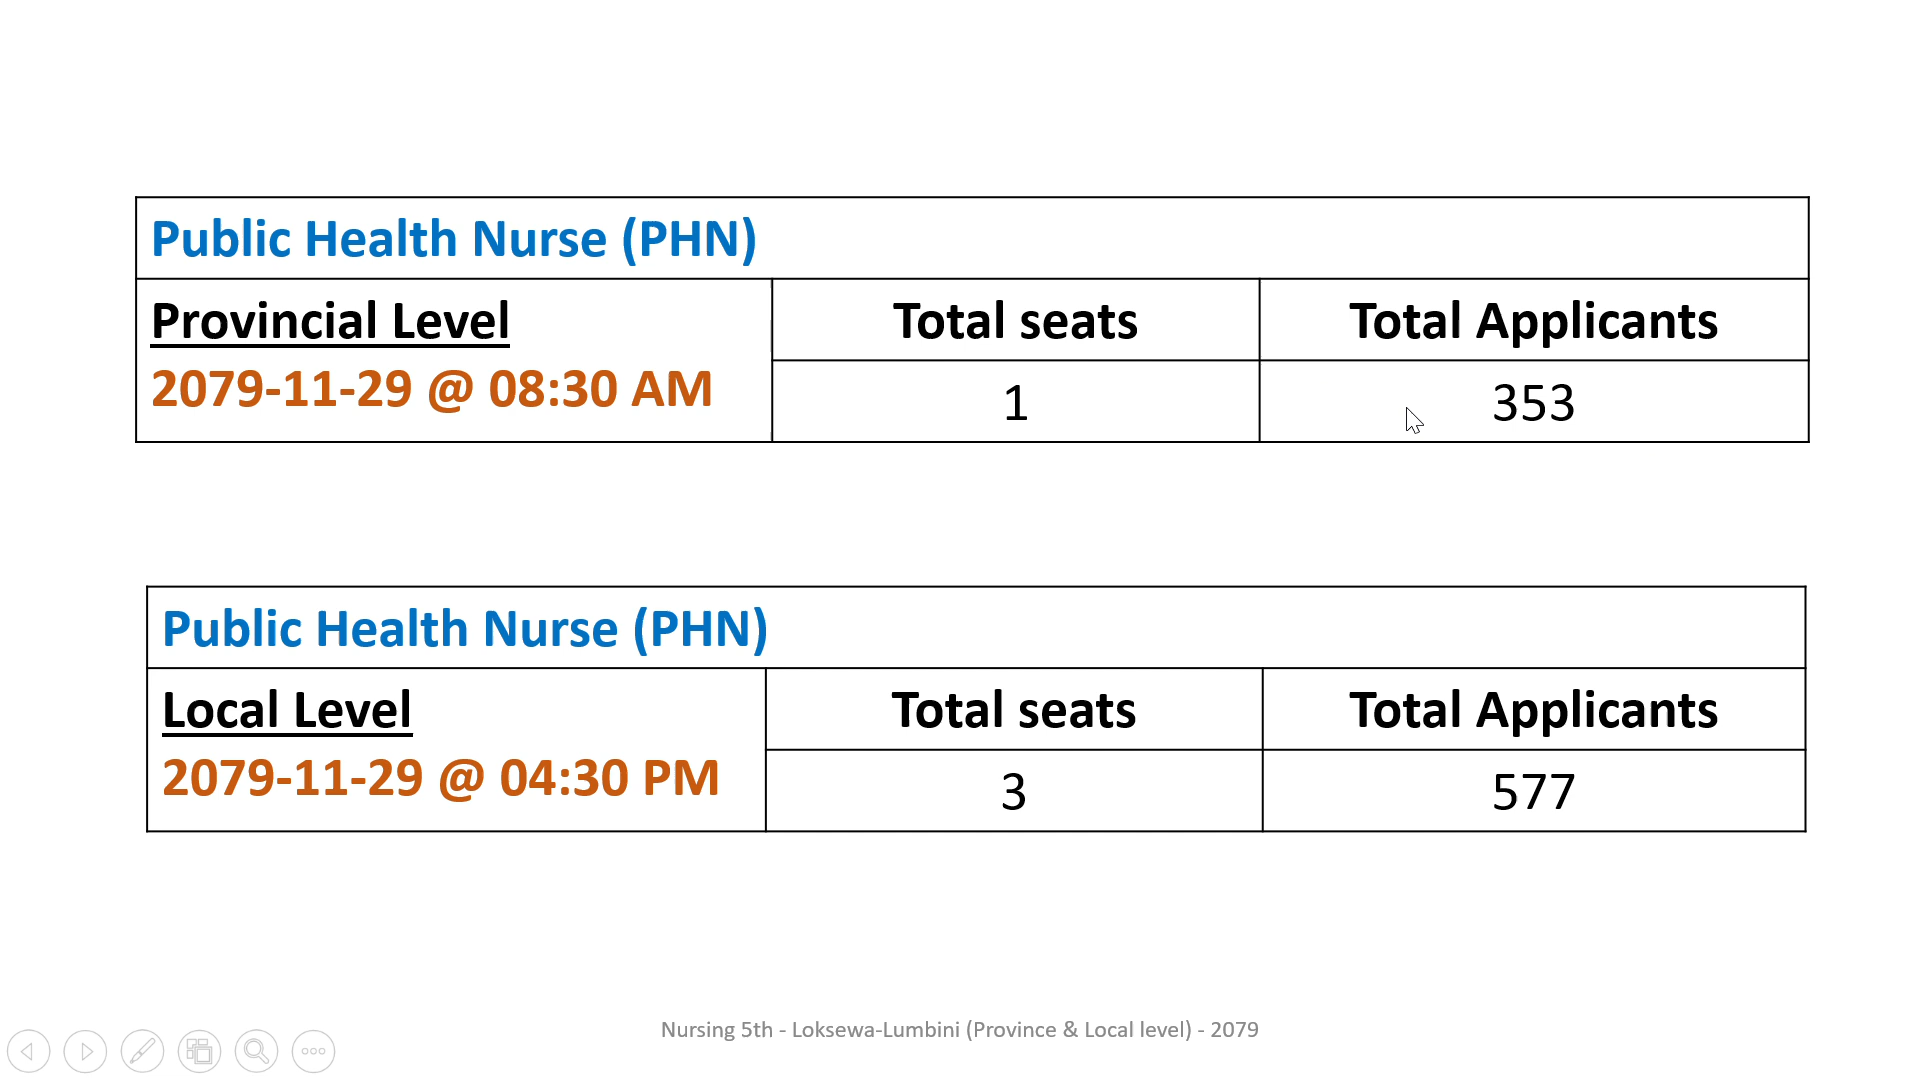 Public Health Nurse (PHN)
Provincial Level
2079-11-29 @ 08:30 AM
Total seats
Total Applicants
1
353
Public Health Nurse (PHN)
Local Level
2079-11-29 @ 04:30 PM
Total seats
Total Applicants
3
577
Nursing 5th - Loksewa-Lumbini (Province & Local level) - 2079